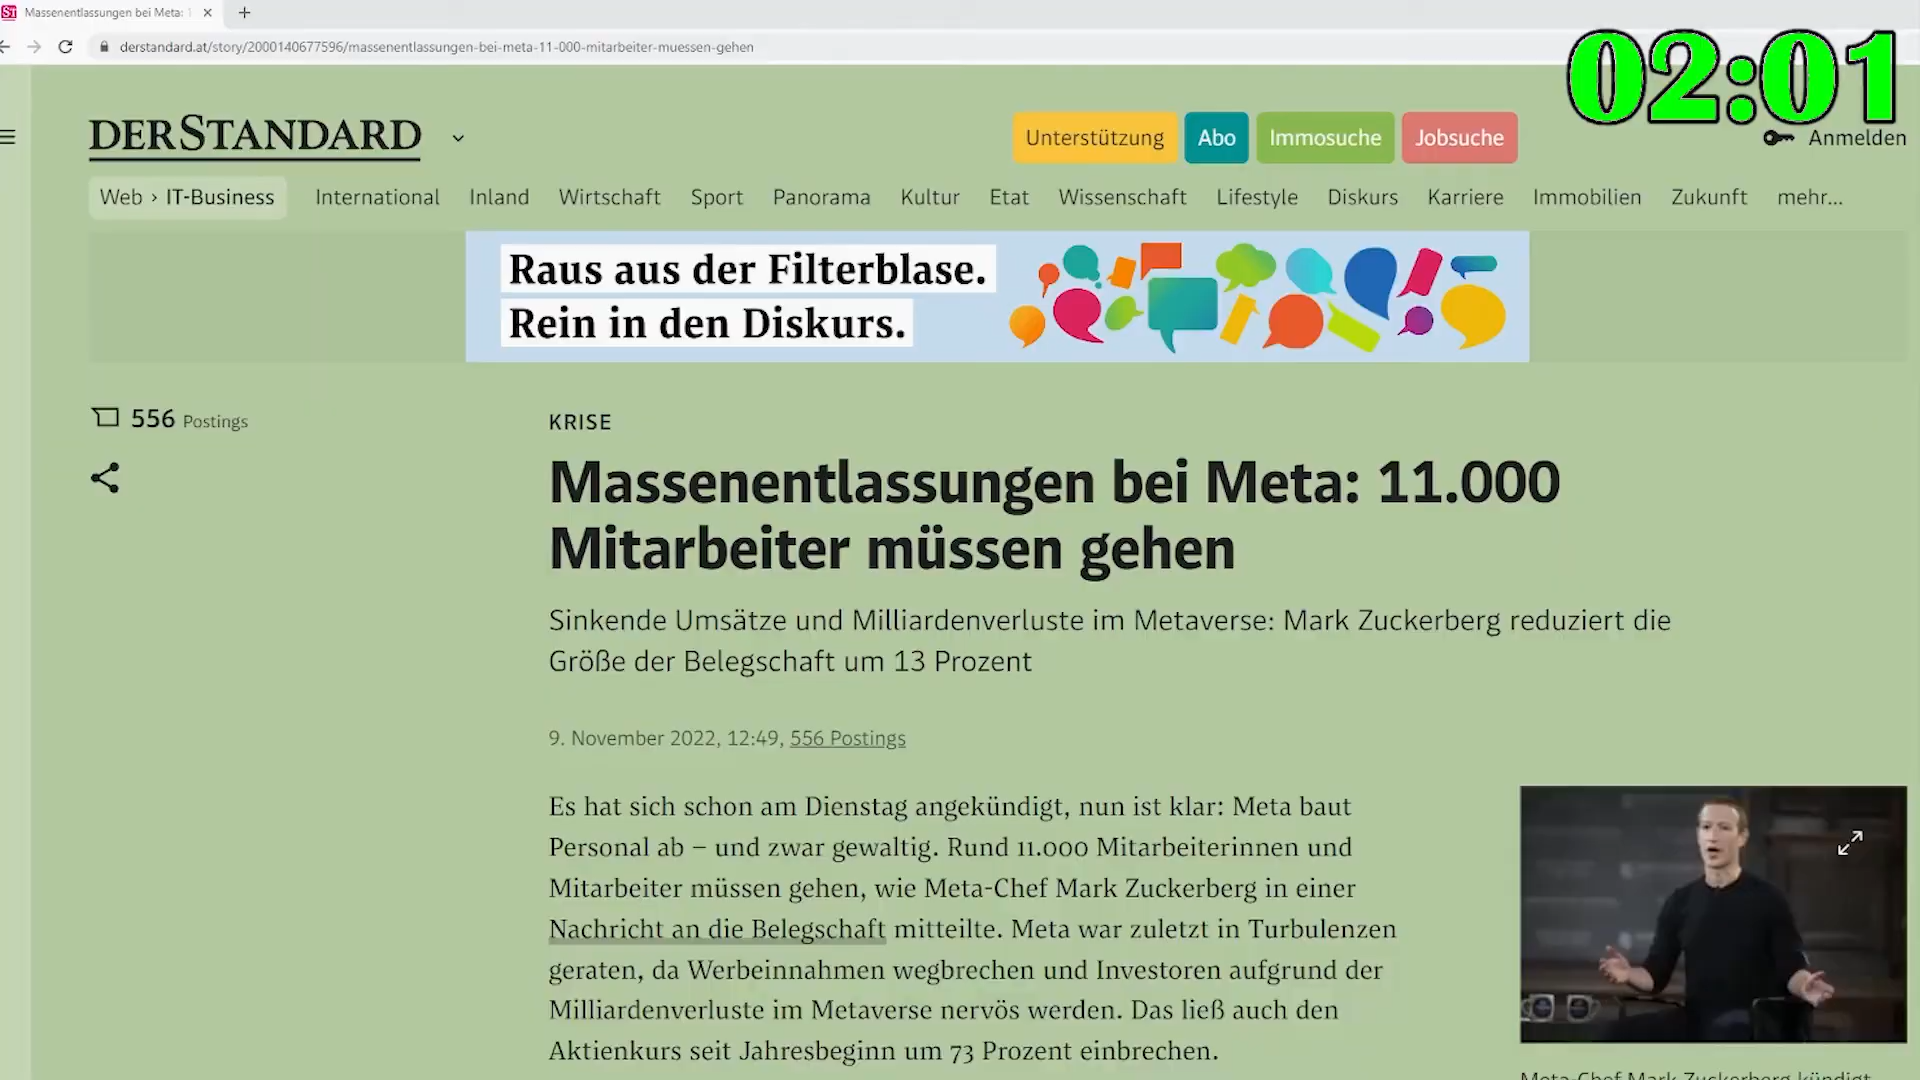 Massenentlassungen bei Meta:
derstandard.at/story/2000140677596/massenentlassungen-bei-meta-11-000-mitarbeiter-muessen-gehen
02:01
DERSTANDARD
Unterstützung Abo Immosuche Jobsuche
Anmelden
Web › IT-Business International Inland Wirtschaft Sport Panorama Kultur Etat Wissenschaft Lifestyle Diskurs Karriere Immobilien Zukunft mehr...
Raus aus der Filterblase.
Rein in den Diskurs.
556 Postings
KRISE
Massenentlassungen bei Meta: 11.000
Mitarbeiter müssen gehen
Sinkende Umsätze und Milliardenverluste im Metaverse: Mark Zuckerberg reduziert die
Größe der Belegschaft um 13 Prozent
9. November 2022, 12:49, 556 Postings
Es hat sich schon am Dienstag angekündigt, nun ist klar: Meta baut
Personal ab – und zwar gewaltig. Rund 11.000 Mitarbeiterinnen und
Mitarbeiter müssen gehen, wie Meta-Chef Mark Zuckerberg in einer
Nachricht an die Belegschaft mitteilte. Meta war zuletzt in Turbulenzen
geraten, da Werbeinnahmen wegbrechen und Investoren aufgrund der
Milliardenverluste im Metaverse nervös werden. Das ließ auch den
Aktienkurs seit Jahresbeginn um 73 Prozent einbrechen.
Meta-Chef Mark Zuckerberg kündigt